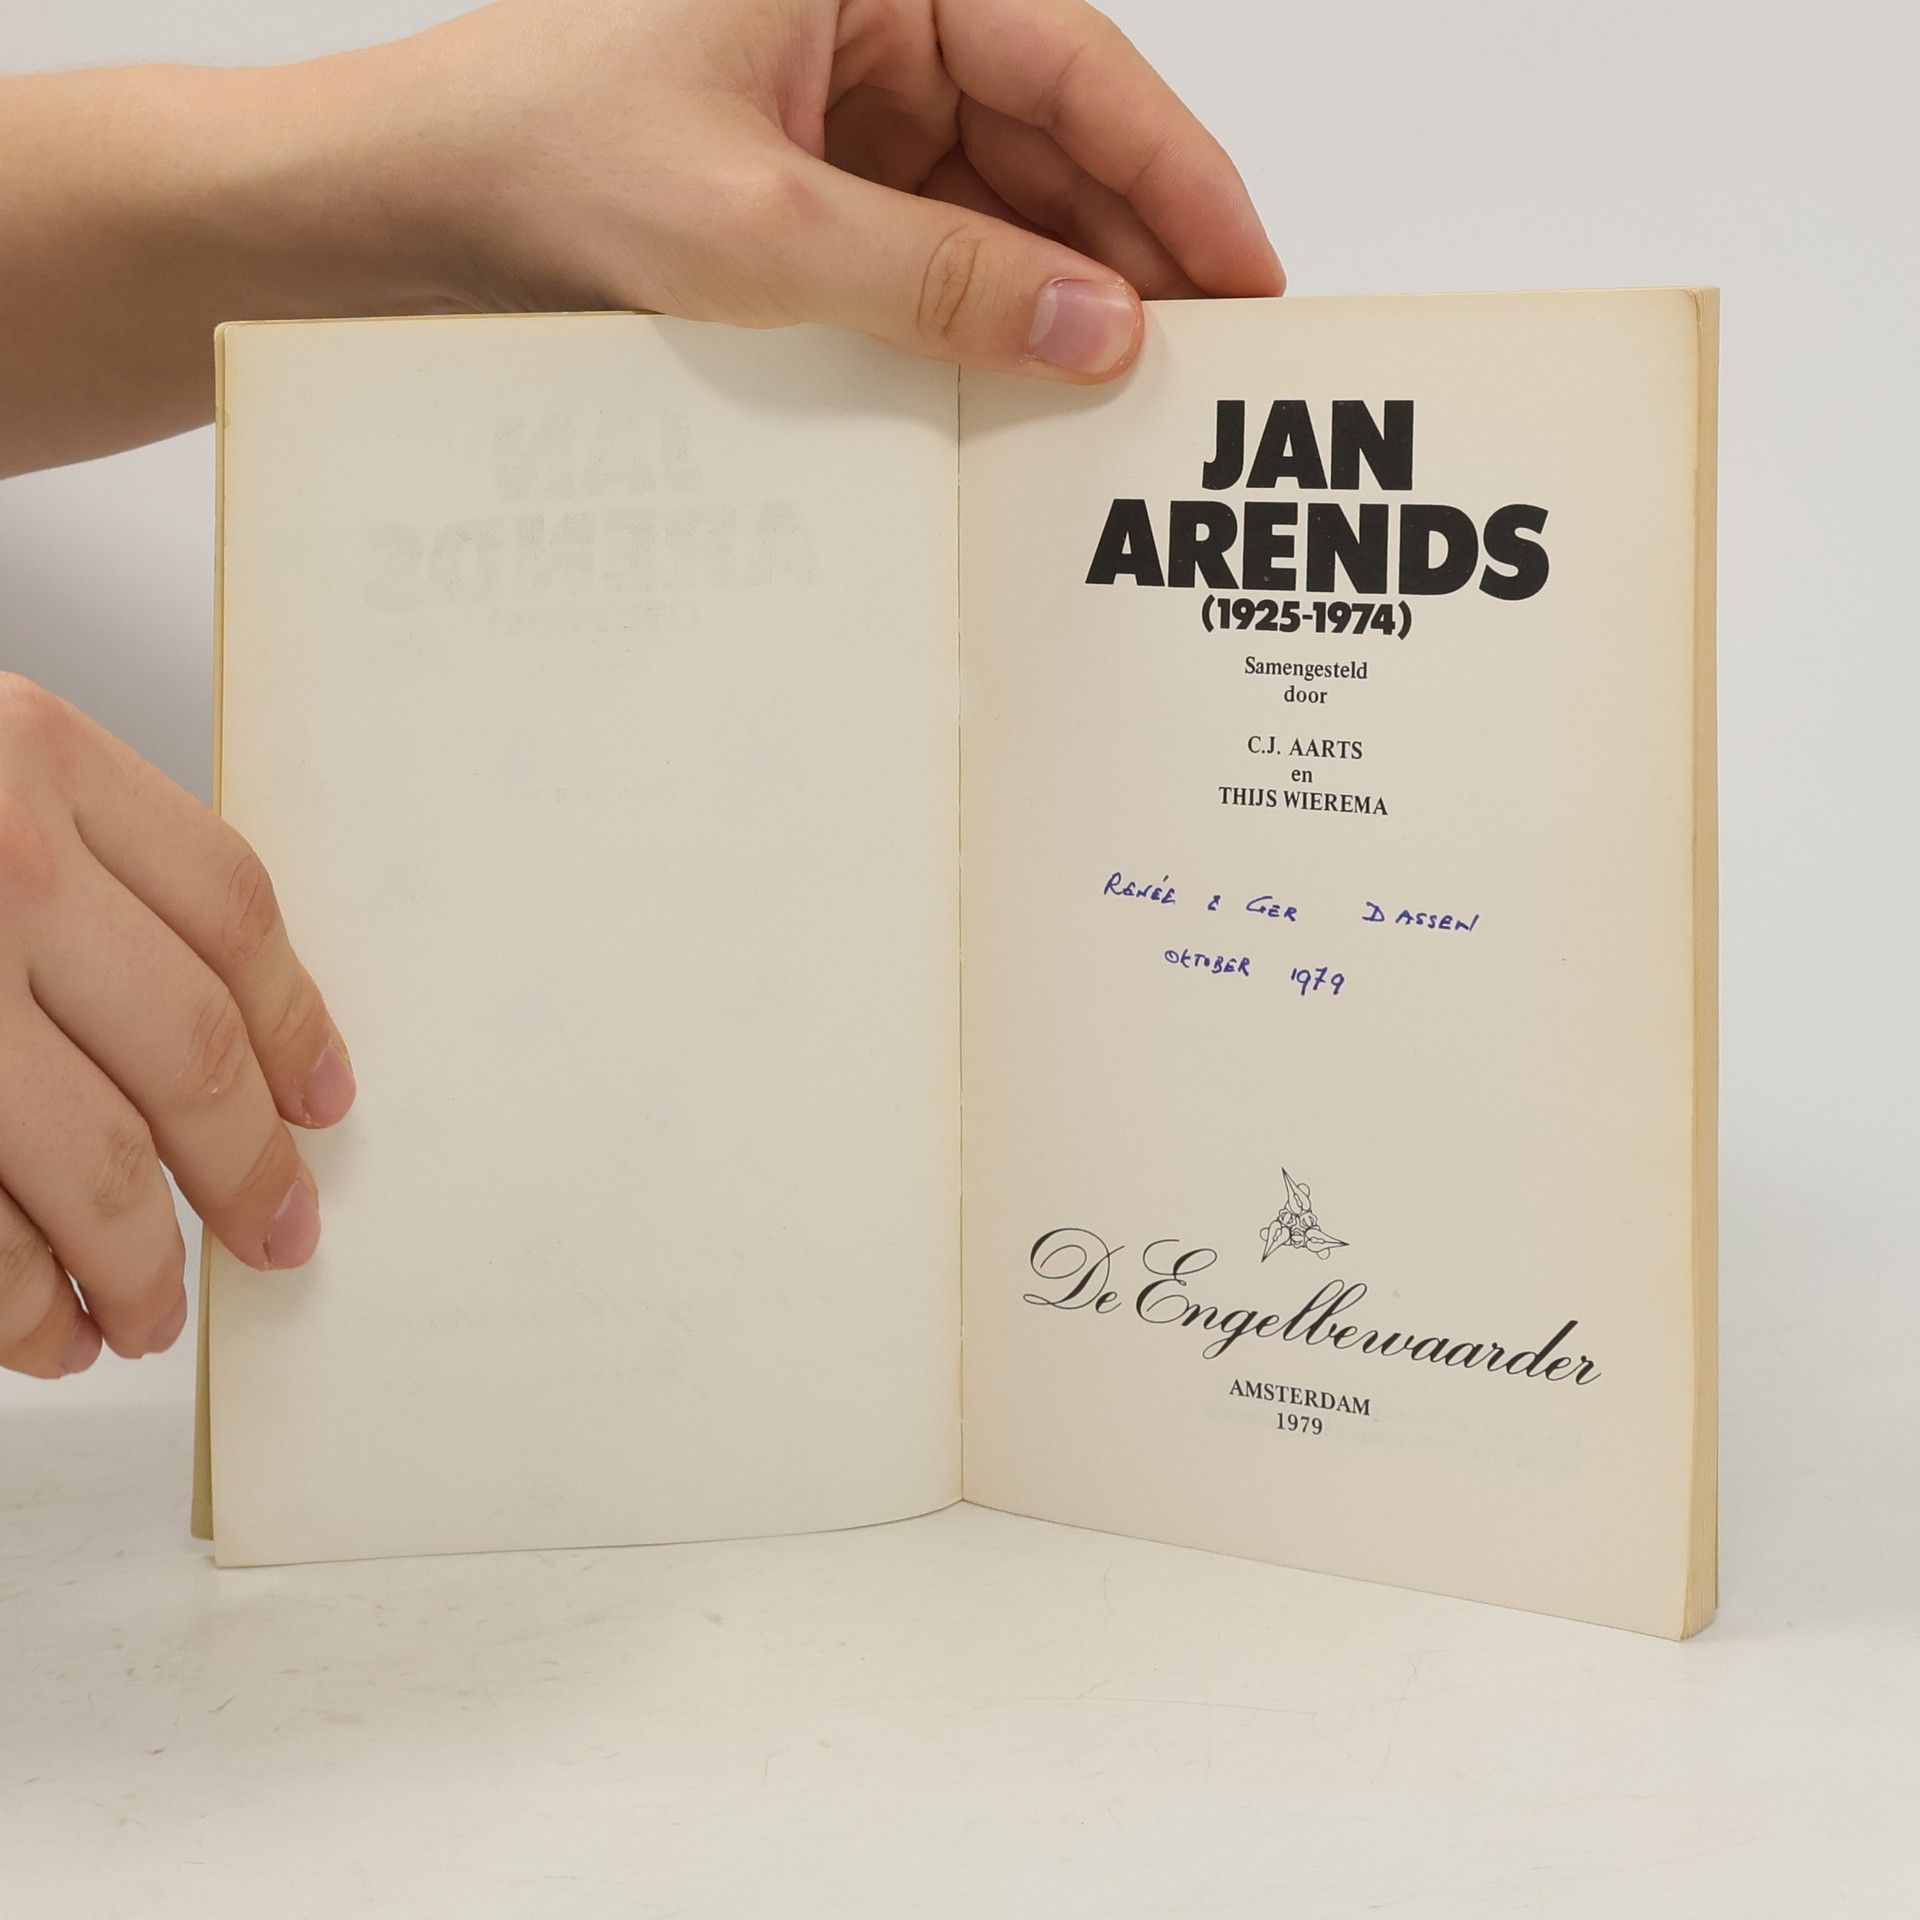 JAN
ARENDS
(1925-1974)
Samengesteld
door
C.J. AARTS
en
THIJS WIEREMA
RENÉE & GER DASSEN
OKTOBER 1979
De Engelbewaarder
AMSTERDAM
1979